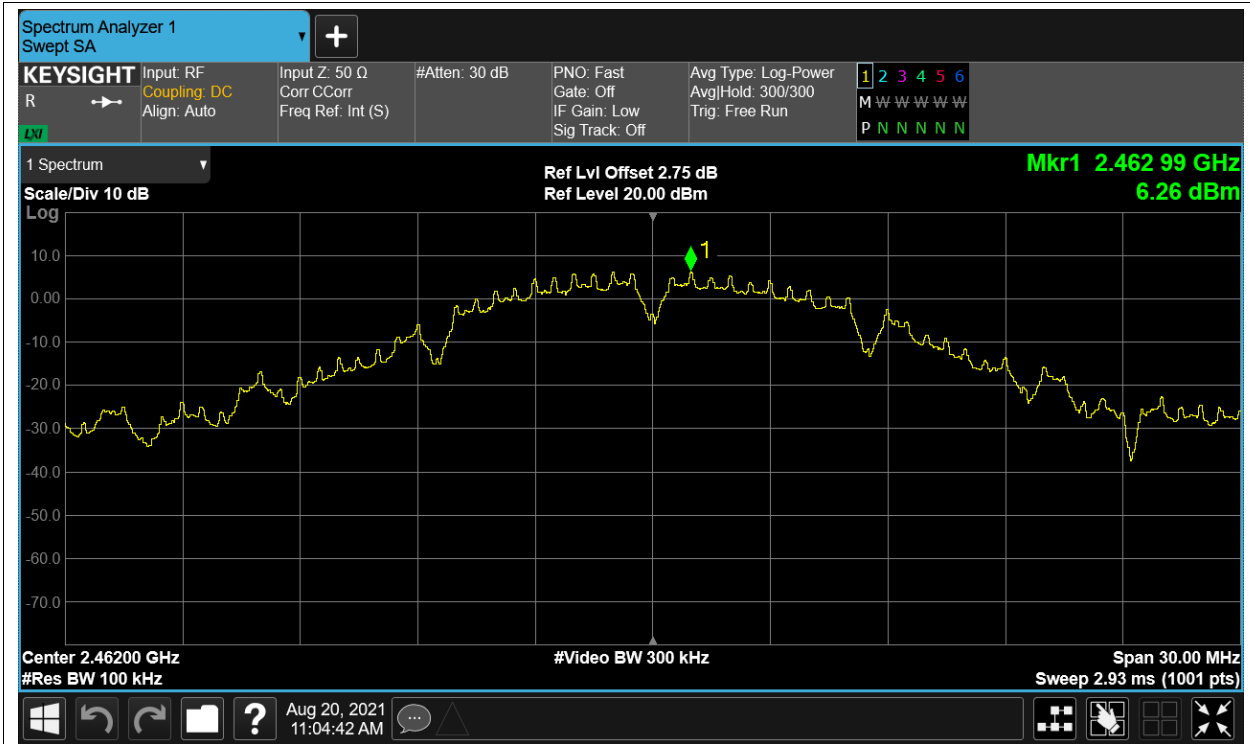 Spectrum Analyzer 1
Swept SA
+
KEYSIGHT
R
LXI
Input: RF
Coupling: DC
Align: Auto
Input Z: 50 Ω
Corr CCorr
Freq Ref: Int (S)
#Atten: 30 dB
PNO: Fast
Gate: Off
IF Gain: Low
Sig Track: Off
Avg Type: Log-Power
Avg|Hold: 300/300
Trig: Free Run
1 2 3 4 5 6
M W W W W W
P N N N N N
1 Spectrum
Scale/Div 10 dB
Log
Ref Lvl Offset 2.75 dB
Ref Level 20.00 dBm
Mkr1 2.462 99 GHz
6.26 dBm
1
10.0
0.00
-10.0
-20.0
-30.0
-40.0
-50.0
-60.0
-70.0
Center 2.46200 GHz
#Res BW 100 kHz
#Video BW 300 kHz
Span 30.00 MHz
Sweep 2.93 ms (1001 pts)
?
Aug 20, 2021
11:04:42 AM